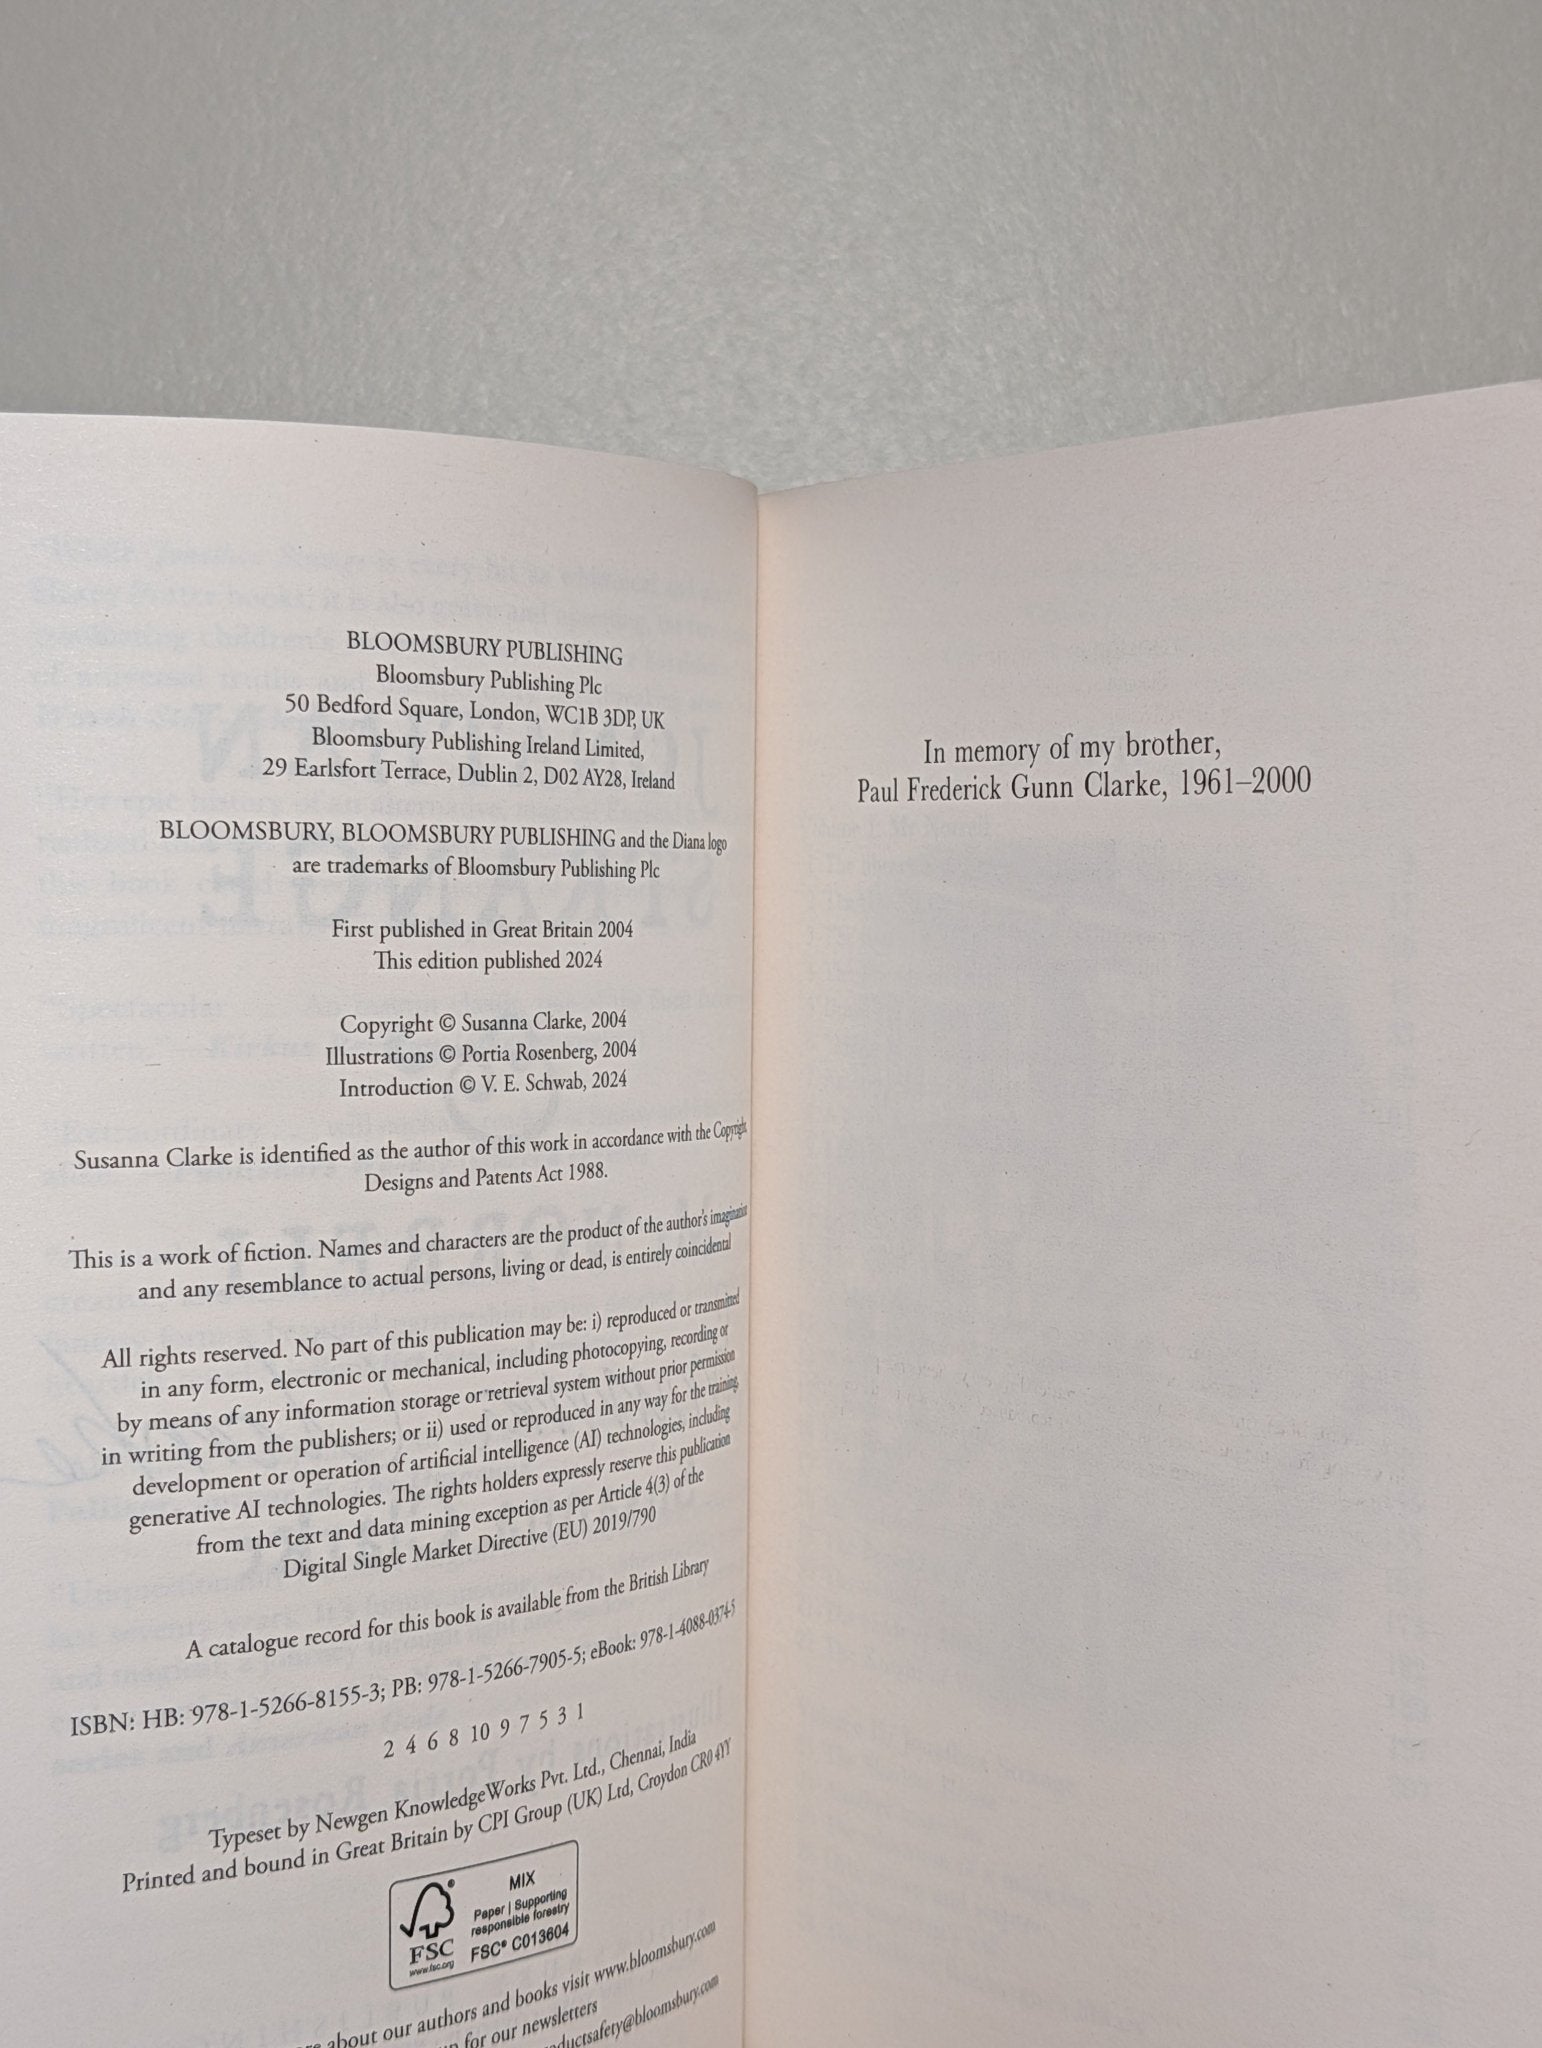 BLOOMSBURY PUBLISHING
Bloomsbury Publishing Plc
50 Bedford Square, London, WC1B 3DP, UK
Bloomsbury Publishing Ireland Limited,
29 Earlsfort Terrace, Dublin 2, D02 AY28, Ireland
BLOOMSBURY, BLOOMSBURY PUBLISHING and the Diana logo
are trademarks of Bloomsbury Publishing Plc
First published in Great Britain 2004
This edition published 2024
Copyright © Susanna Clarke, 2004
Illustrations © Portia Rosenberg, 2004
Introduction © V. E. Schwab, 2024
Susanna Clarke is identified as the author of this work in accordance with the Copyright,
Designs and Patents Act 1988.
This is a work of fiction. Names and characters are the product of the author's imagination
and any resemblance to actual persons, living or dead, is entirely coincidental
All rights reserved. No part of this publication may be: i) reproduced or transmitted
in any form, electronic or mechanical, including photocopying, recording or
by means of any information storage or retrieval system without prior permission
in writing from the publishers; or ii) used or reproduced in any way for the training,
development or operation of artificial intelligence (AI) technologies, including
generative AI technologies. The rights holders expressly reserve this publication
from the text and data mining exception as per Article 4(3) of the
Digital Single Market Directive (EU) 2019/790
A catalogue record for this book is available from the British Library
ISBN: HB: 978-1-5266-8155-3; PB: 978-1-5266-7905-5; eBook: 978-1-4088-0374-5
2 4 6 8 10 9 7 5 3 1
Typeset by Newgen KnowledgeWorks Pvt. Ltd., Chennai, India
Printed and bound in Great Britain by CPI Group (UK) Ltd, Croydon CR0 4YY
FSC
www.fsc.org
MIX
Paper | Supporting
responsible forestry
FSC® C013604
about our authors and books visit www.bloomsbury.com
for our newsletters
productsafety@bloomsbury.com
In memory of my brother,
Paul Frederick Gunn Clarke, 1961–2000